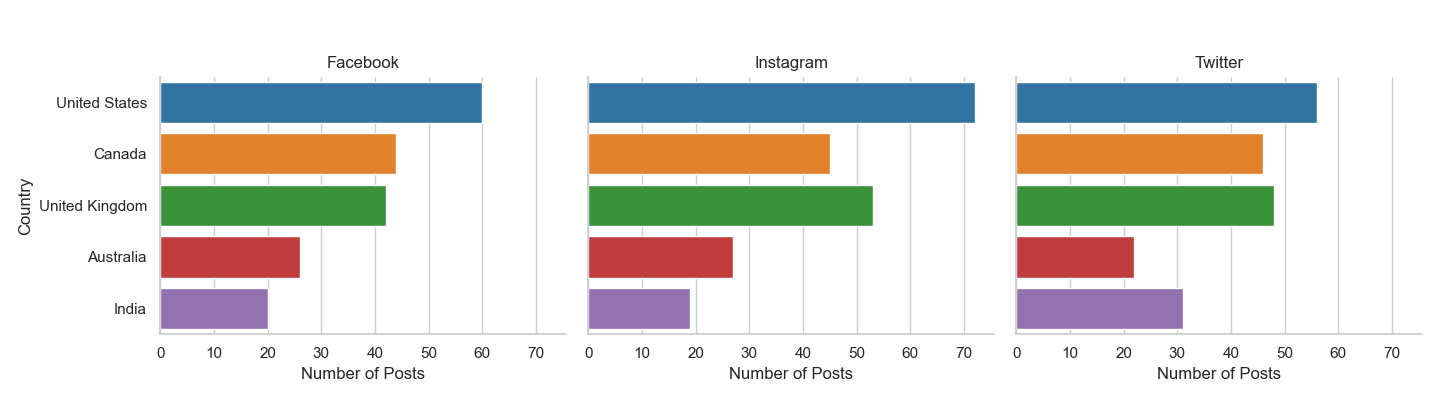 Facebook
Instagram
Twitter
Country
United States
Canada
United Kingdom
Australia
India
0 10 20 30 40 50 60 70
0 10 20 30 40 50 60 70
0 10 20 30 40 50 60 70
Number of Posts
Number of Posts
Number of Posts